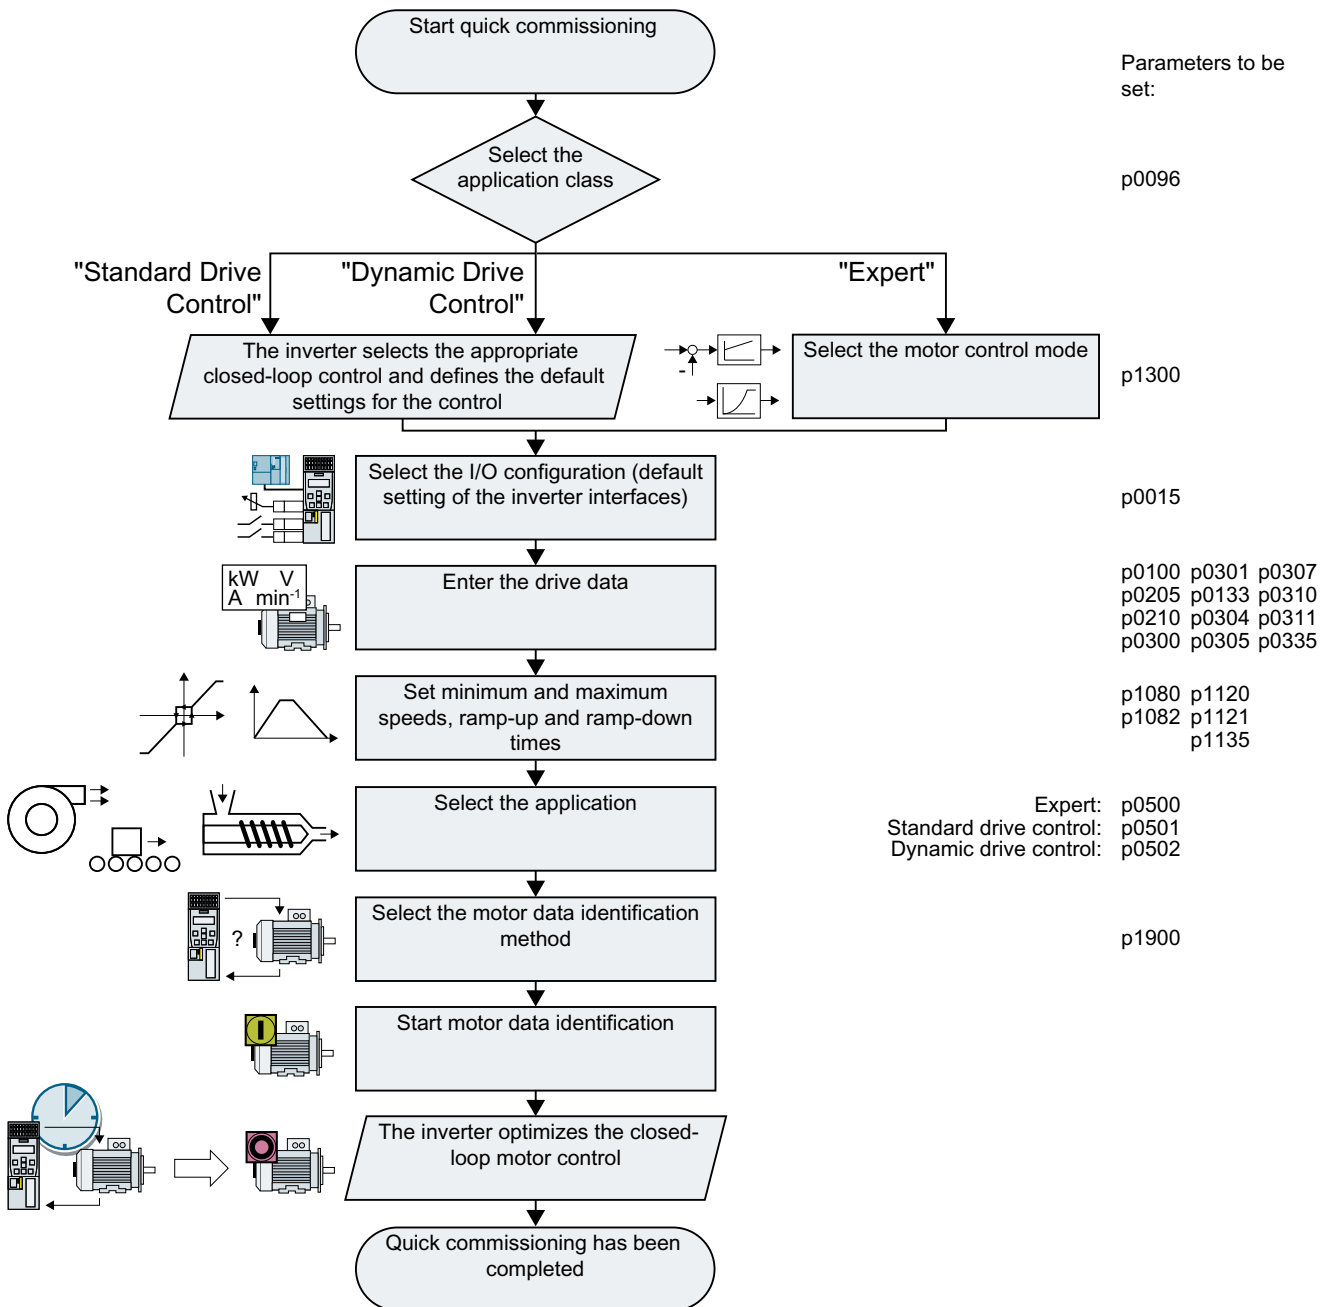 Start quick commissioning
Parameters to be
set:
Select the
application class
p0096
"Standard Drive
Control"
"Dynamic Drive
Control"
"Expert"
The inverter selects the appropriate
closed-loop control and defines the default
settings for the control
-
Select the motor control mode
p1300
Select the I/O configuration (default
setting of the inverter interfaces)
p0015
kW V
A min-1
Enter the drive data
p0100 p0301 p0307
p0205 p0133 p0310
p0210 p0304 p0311
p0300 p0305 p0335
Set minimum and maximum
speeds, ramp-up and ramp-down
times
p1080 p1120
p1082 p1121
p1135
Select the application
Expert: p0500
Standard drive control: p0501
Dynamic drive control: p0502
?
Select the motor data identification
method
p1900
Start motor data identification
The inverter optimizes the closed-
loop motor control
Quick commissioning has been
completed